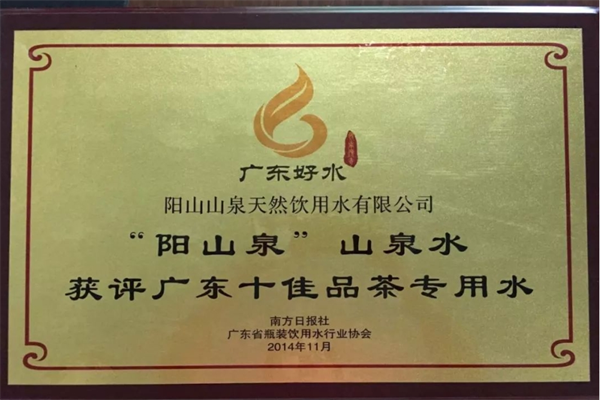 广东好水
阳山山泉天然饮用水有限公司
“阳山泉”山泉水
获评广东十佳品茶专用水
南方日报社
广东省瓶装饮用水行业协会
2014年11月